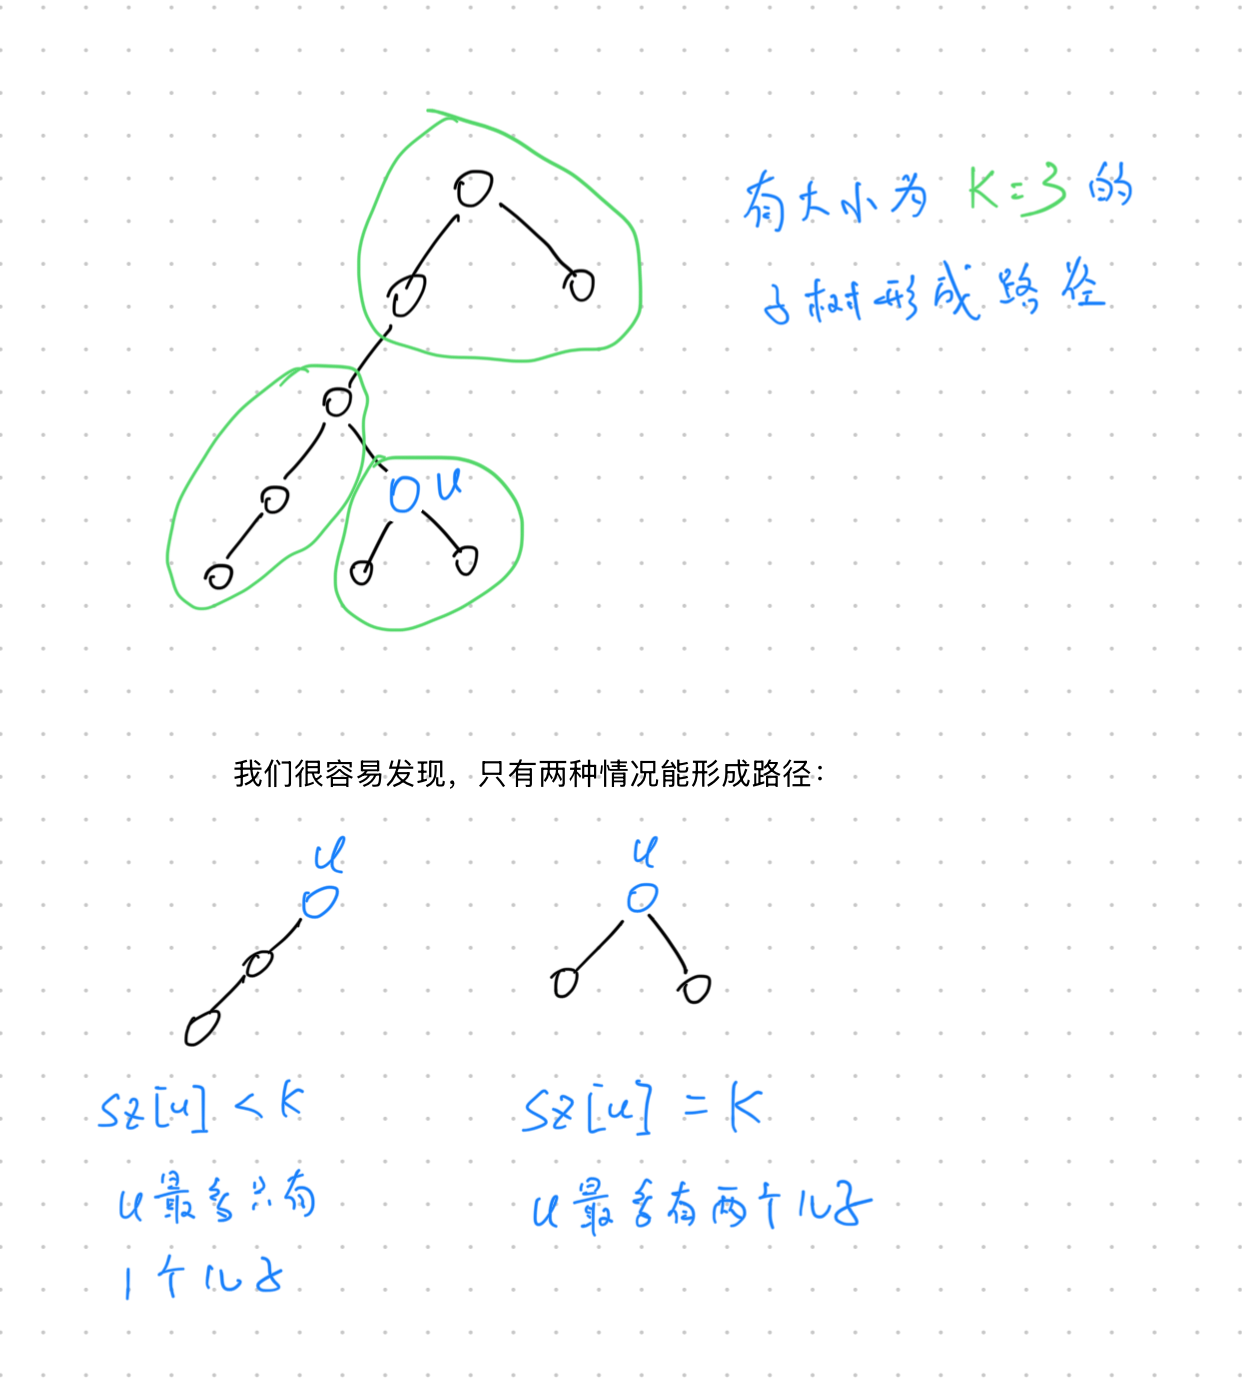 有大小为 K=3 的
子树形成路径
u
我们很容易发现，只有两种情况能形成路径：
u
u
sz[u] < K
sz[u] = K
u最多只有
1个儿子
u最多有两个儿子